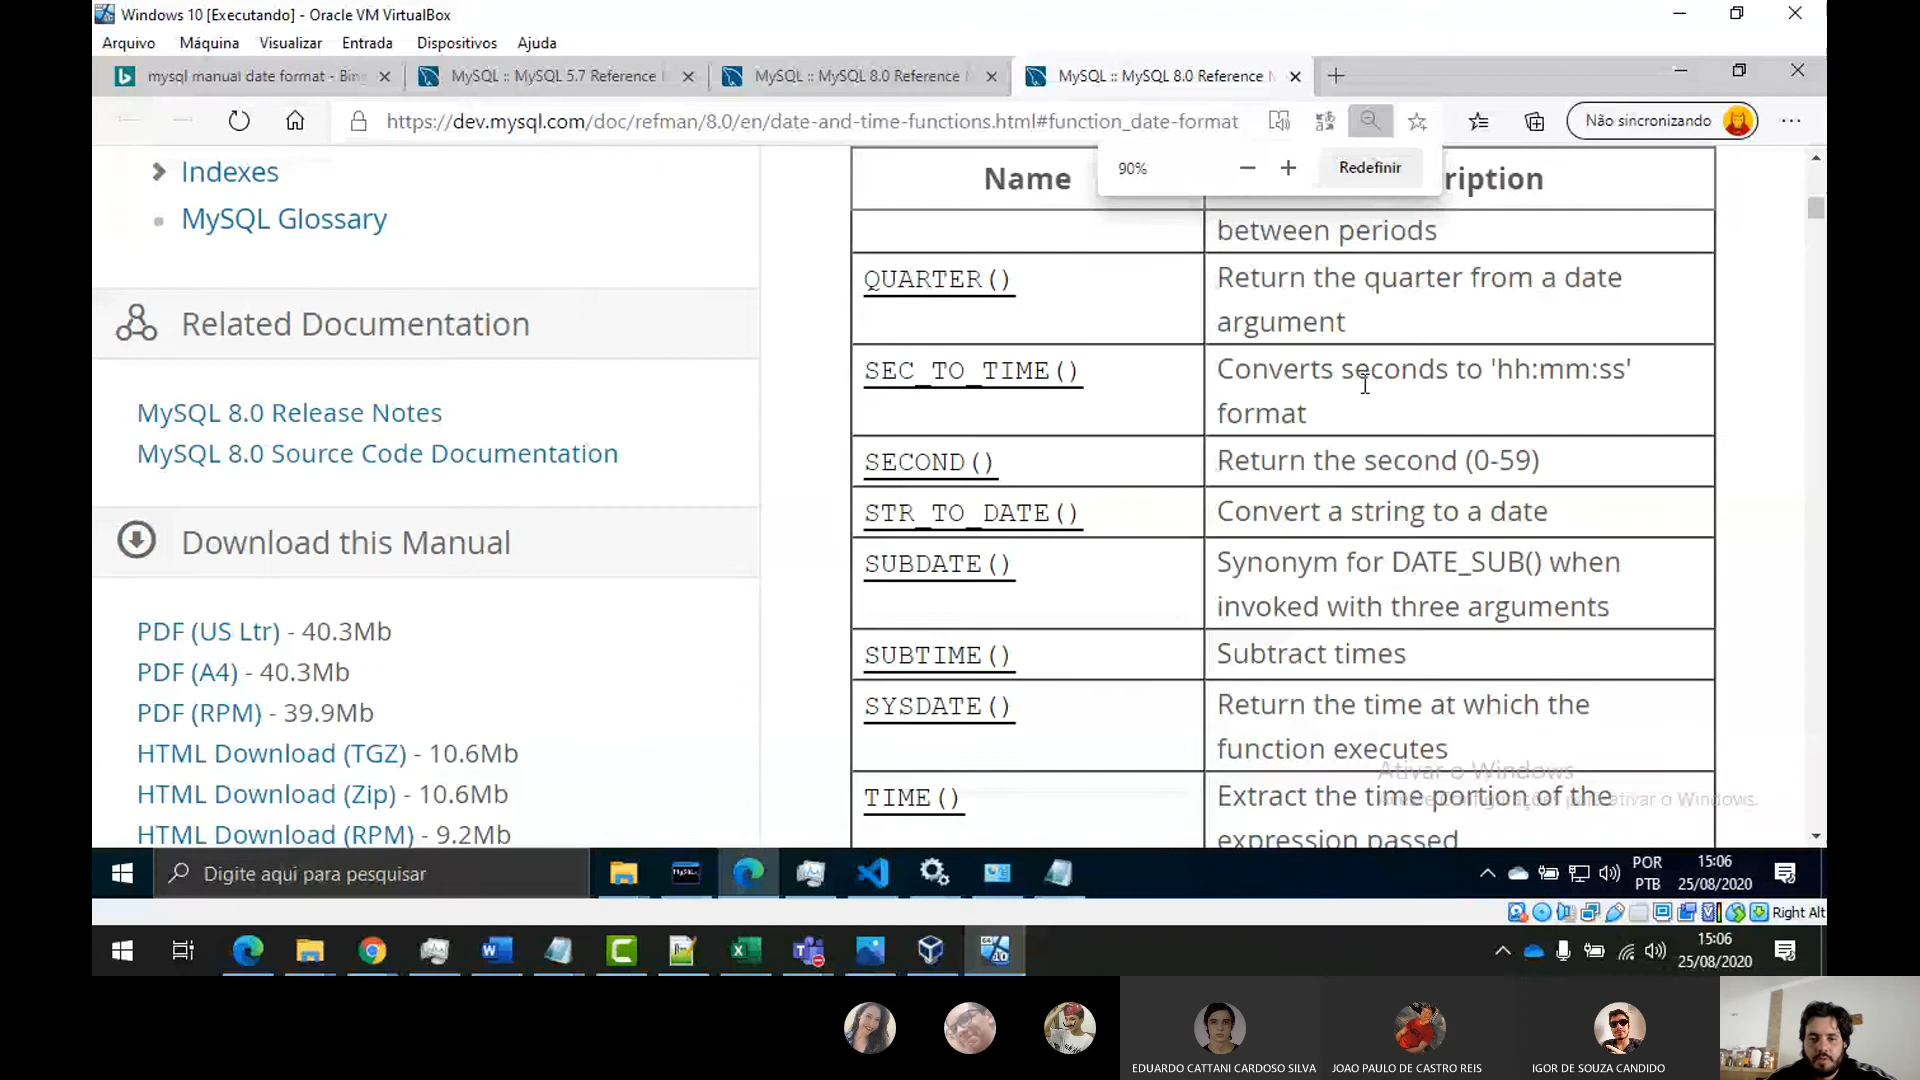 Windows 10 [Executando] - Oracle VM VirtualBox
Arquivo Máquina Visualizar Entrada Dispositivos Ajuda
mysql manual date format - Bin
MySQL :: MySQL 5.7 Reference
MySQL :: MySQL 8.0 Reference
MySQL :: MySQL 8.0 Reference
https://dev.mysql.com/doc/refman/8.0/en/date-and-time-functions.html#function_date-format
Não sincronizando
90%
Redefinir
Indexes
MySQL Glossary
Related Documentation
MySQL 8.0 Release Notes
MySQL 8.0 Source Code Documentation
Download this Manual
PDF (US Ltr) - 40.3Mb
PDF (A4) - 40.3Mb
PDF (RPM) - 39.9Mb
HTML Download (TGZ) - 10.6Mb
HTML Download (Zip) - 10.6Mb
HTML Download (RPM) - 9.2Mb
Name ription
between periods
QUARTER() Return the quarter from a date
argument
SEC_TO_TIME() Converts seconds to 'hh:mm:ss'
format
SECOND() Return the second (0-59)
STR_TO_DATE() Convert a string to a date
SUBDATE() Synonym for DATE_SUB() when
invoked with three arguments
SUBTIME() Subtract times
SYSDATE() Return the time at which the
function executes
TIME() Extract the time portion of the
expression passed
Ativar o Windows
ativar o Windows.
Digite aqui para pesquisar
POR
PTB
15:06
25/08/2020
Right Alt
15:06
25/08/2020
EDUARDO CATTANI CARDOSO SILVA
JOAO PAULO DE CASTRO REIS
IGOR DE SOUZA CANDIDO